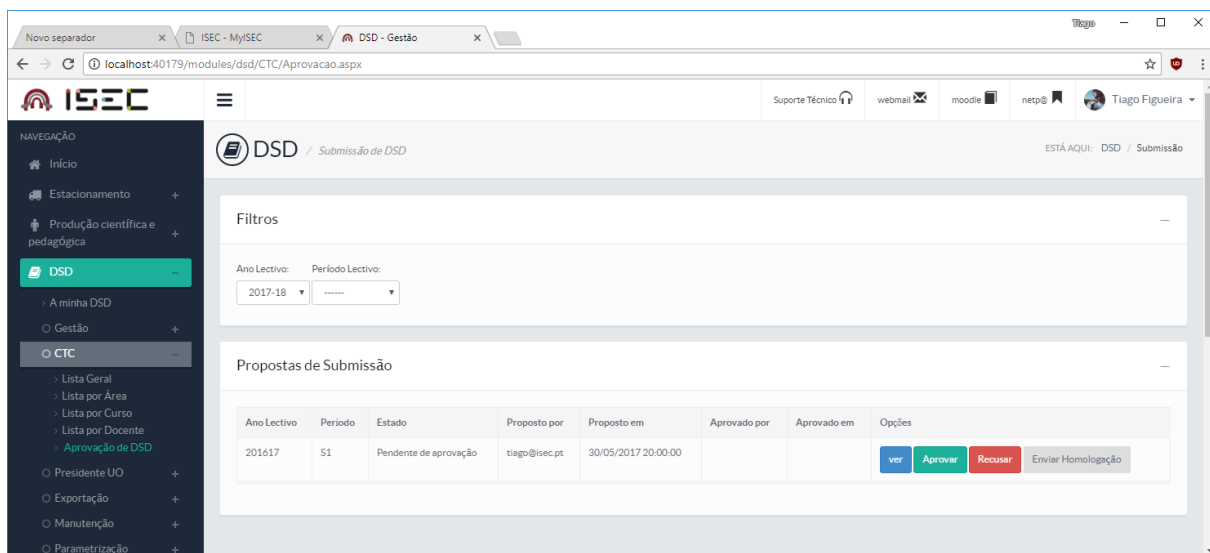 Tiago
Novo separador
ISEC - MyISEC
DSD - Gestão
localhost:40179/modules/dsd/CTC/Aprovacao.aspx
ISEC
Suporte Técnico
webmail
moodle
netp@
Tiago Figueira
NAVEGAÇÃO
Início
Estacionamento +
Produção científica e
pedagógica +
DSD −
> A minha DSD
Gestão +
CTC −
> Lista Geral
> Lista por Área
> Lista por Curso
> Lista por Docente
> Aprovação de DSD
Presidente UO +
Exportação +
Manutenção +
Parametrização +
DSD / Submissão de DSD
ESTÁ AQUI: DSD / Submissão
Filtros
Ano Lectivo: Período Lectivo:
2017-18 ------
Propostas de Submissão
Ano Lectivo Período Estado Proposto por Proposto em Aprovado por Aprovado em Opções
201617 S1 Pendente de aprovação tiago@isec.pt 30/05/2017 20:00:00 ver Aprovar Recusar Enviar Homologação